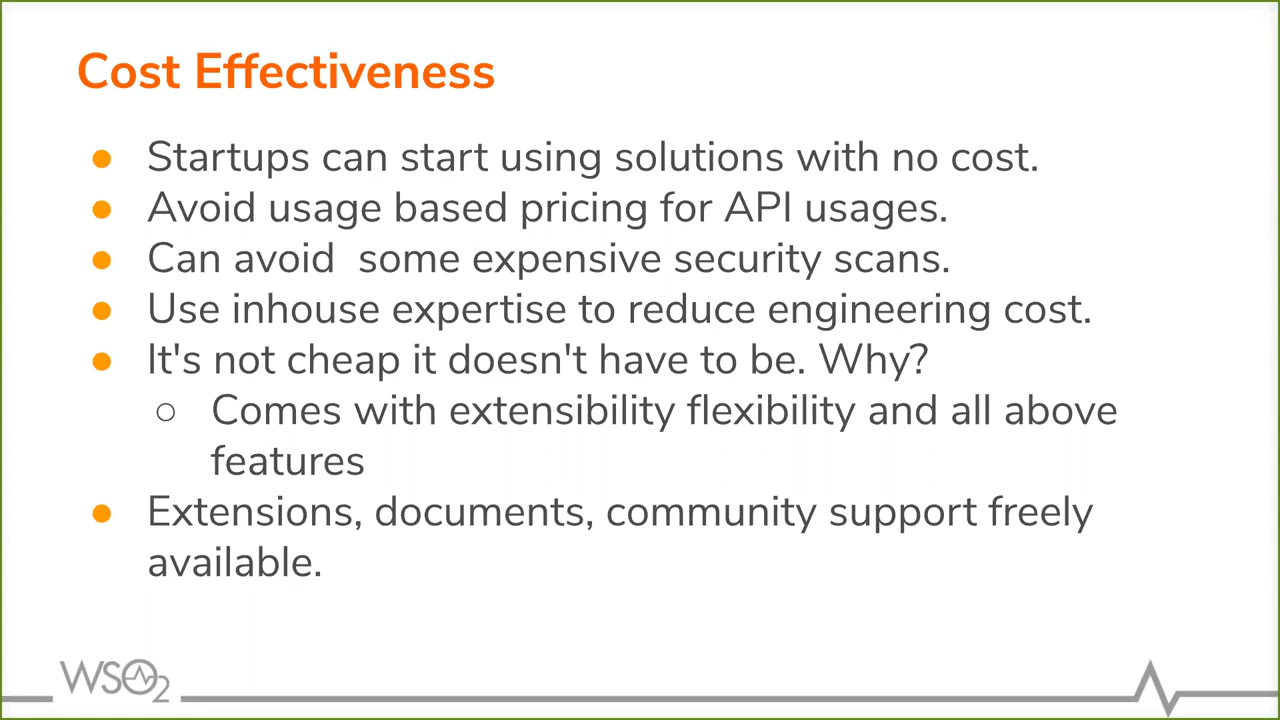 Cost Effectiveness
● Startups can start using solutions with no cost.
● Avoid usage based pricing for API usages.
● Can avoid  some expensive security scans.
● Use inhouse expertise to reduce engineering cost.
● It's not cheap it doesn't have to be. Why?
○ Comes with extensibility flexibility and all above
features
● Extensions, documents, community support freely
available.
WSO2